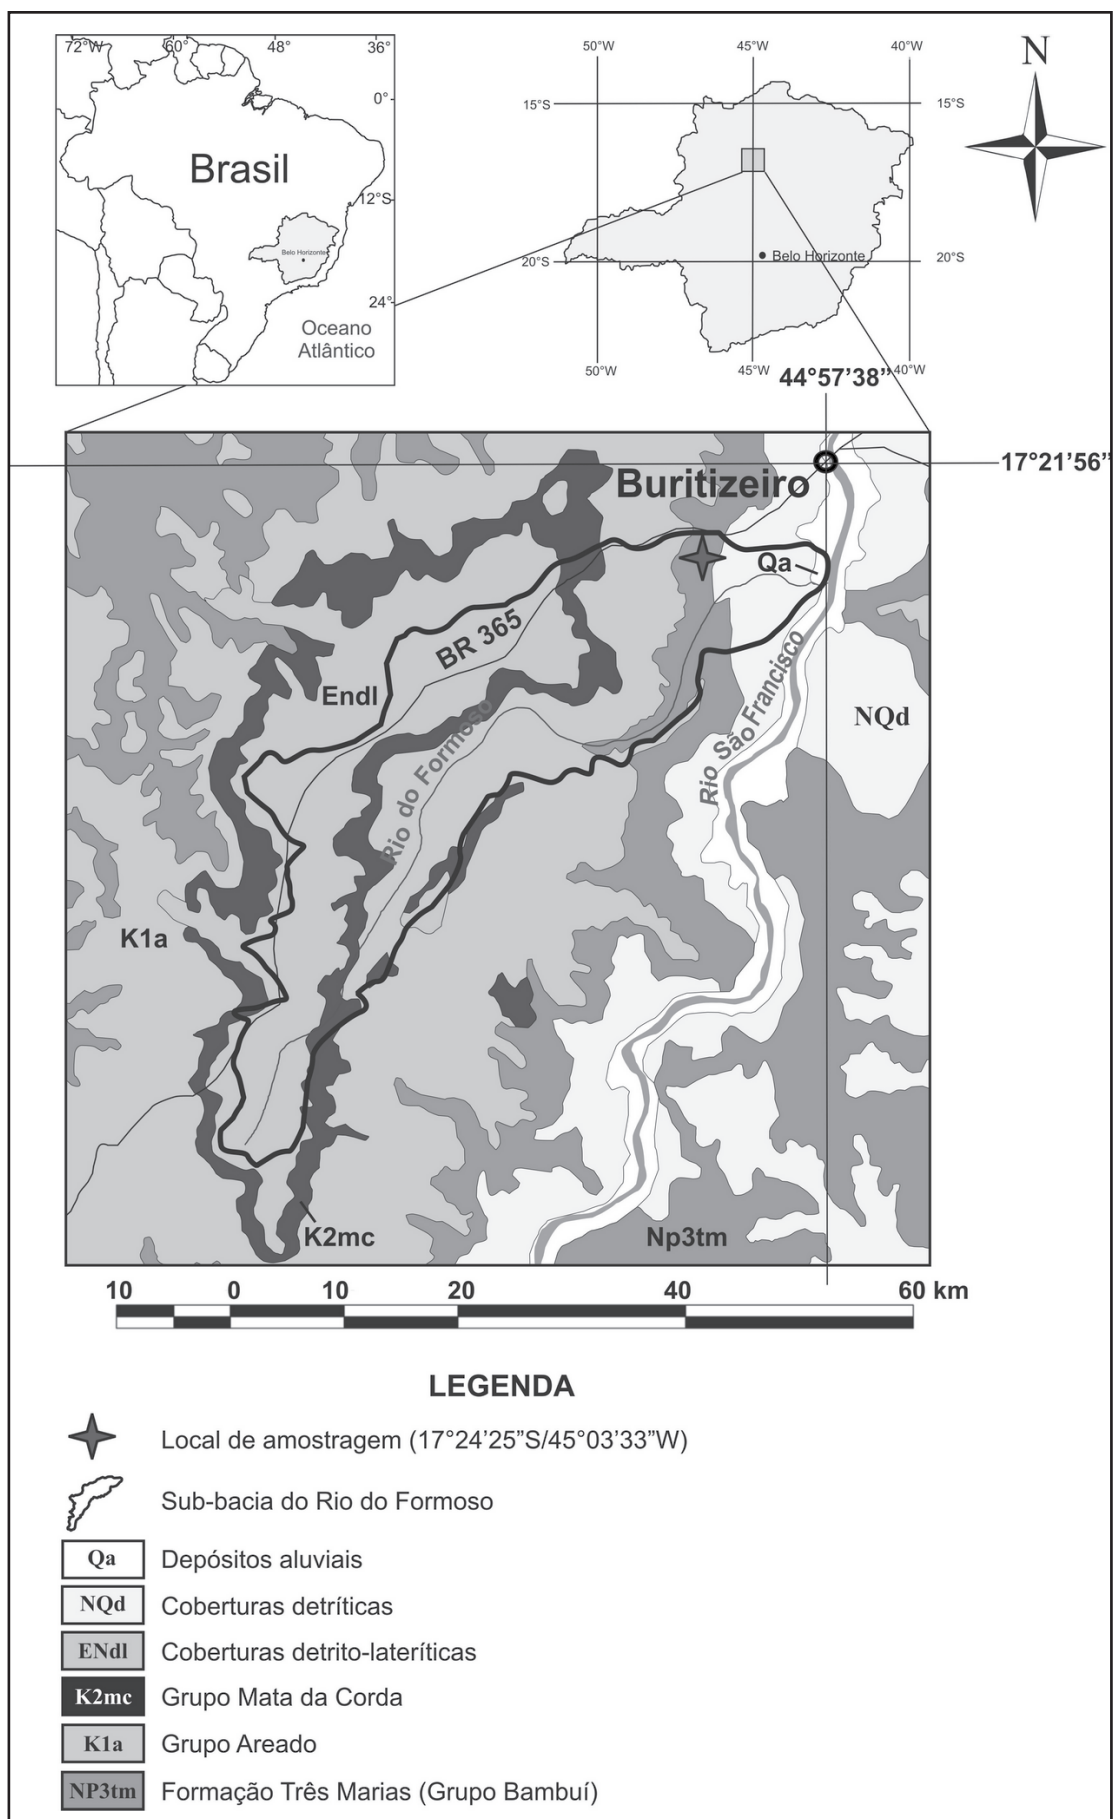 72°W 60° 48° 36°
0°
Brasil
12°S
Belo Horizonte
24°
Oceano
Atlântico
50°W 45°W 40°W
15°S 15°S
20°S 20°S
Belo Horizonte
50°W 45°W 40°W
N
44°57'38"
17°21'56"
Buritizeiro
Qa
BR 365
Endl
Rio do Formoso
Rio São Francisco
NQd
K1a
K2mc
Np3tm
10 0 10 20 40 60 km
LEGENDA
Local de amostragem (17°24'25"S/45°03'33"W)
Sub-bacia do Rio do Formoso
Qa Depósitos aluviais
NQd Coberturas detríticas
ENdl Coberturas detrito-lateríticas
K2mc Grupo Mata da Corda
K1a Grupo Areado
NP3tm Formação Três Marias (Grupo Bambuí)